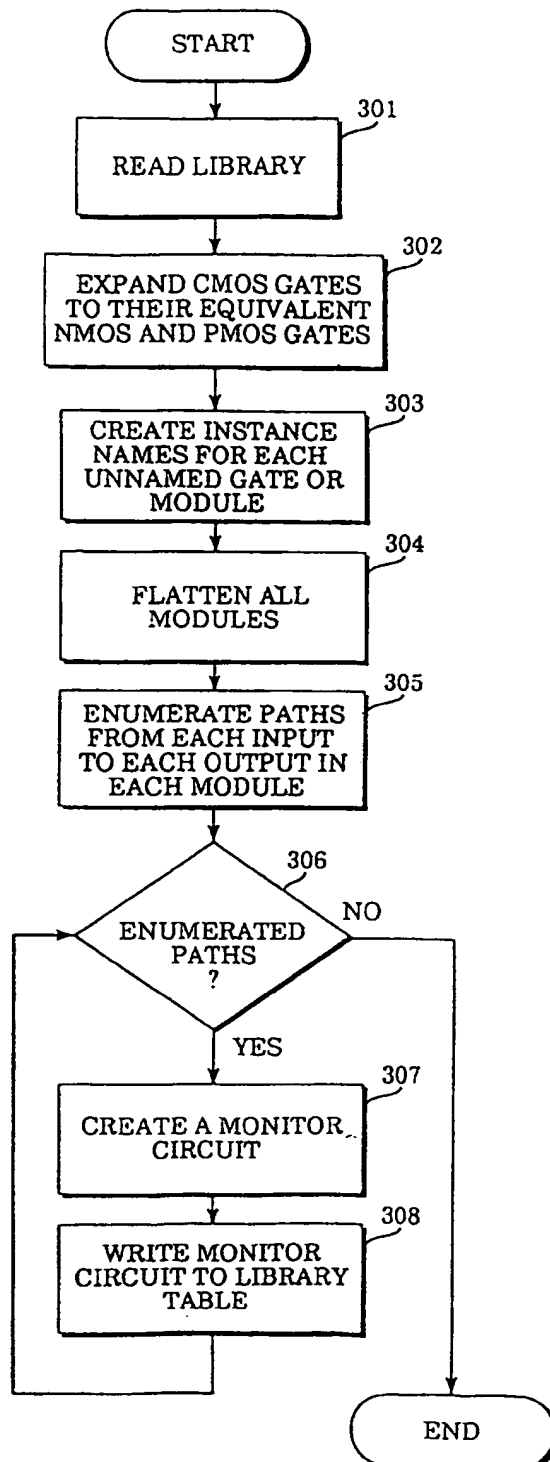 START
301
READ LIBRARY
302
EXPAND CMOS GATES
TO THEIR EQUIVALENT
NMOS AND PMOS GATES
303
CREATE INSTANCE
NAMES FOR EACH
UNNAMED GATE OR
MODULE
304
FLATTEN ALL
MODULES
305
ENUMERATE PATHS
FROM EACH INPUT
TO EACH OUTPUT IN
EACH MODULE
306
NO
ENUMERATED
PATHS
?
YES
307
CREATE A MONITOR
CIRCUIT
308
WRITE MONITOR
CIRCUIT TO LIBRARY
TABLE
END